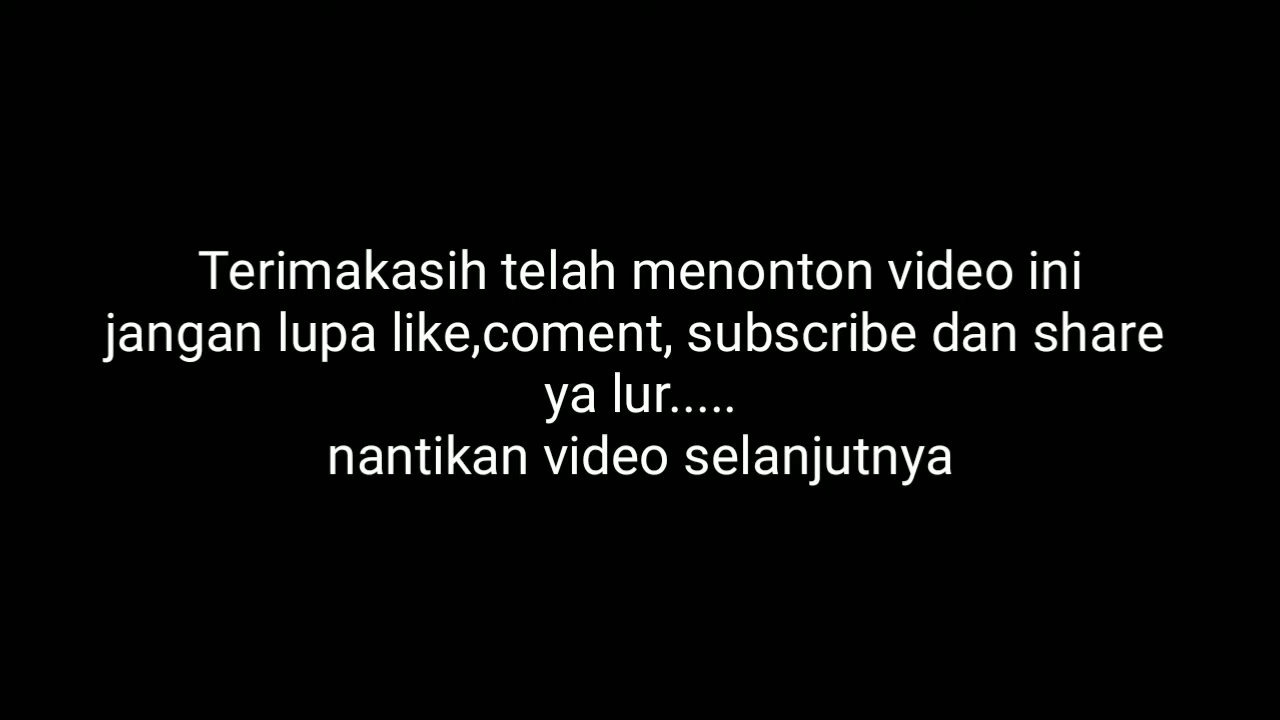 Terimakasih telah menonton video ini
jangan lupa like,coment, subscribe dan share
ya lur.....
nantikan video selanjutnya